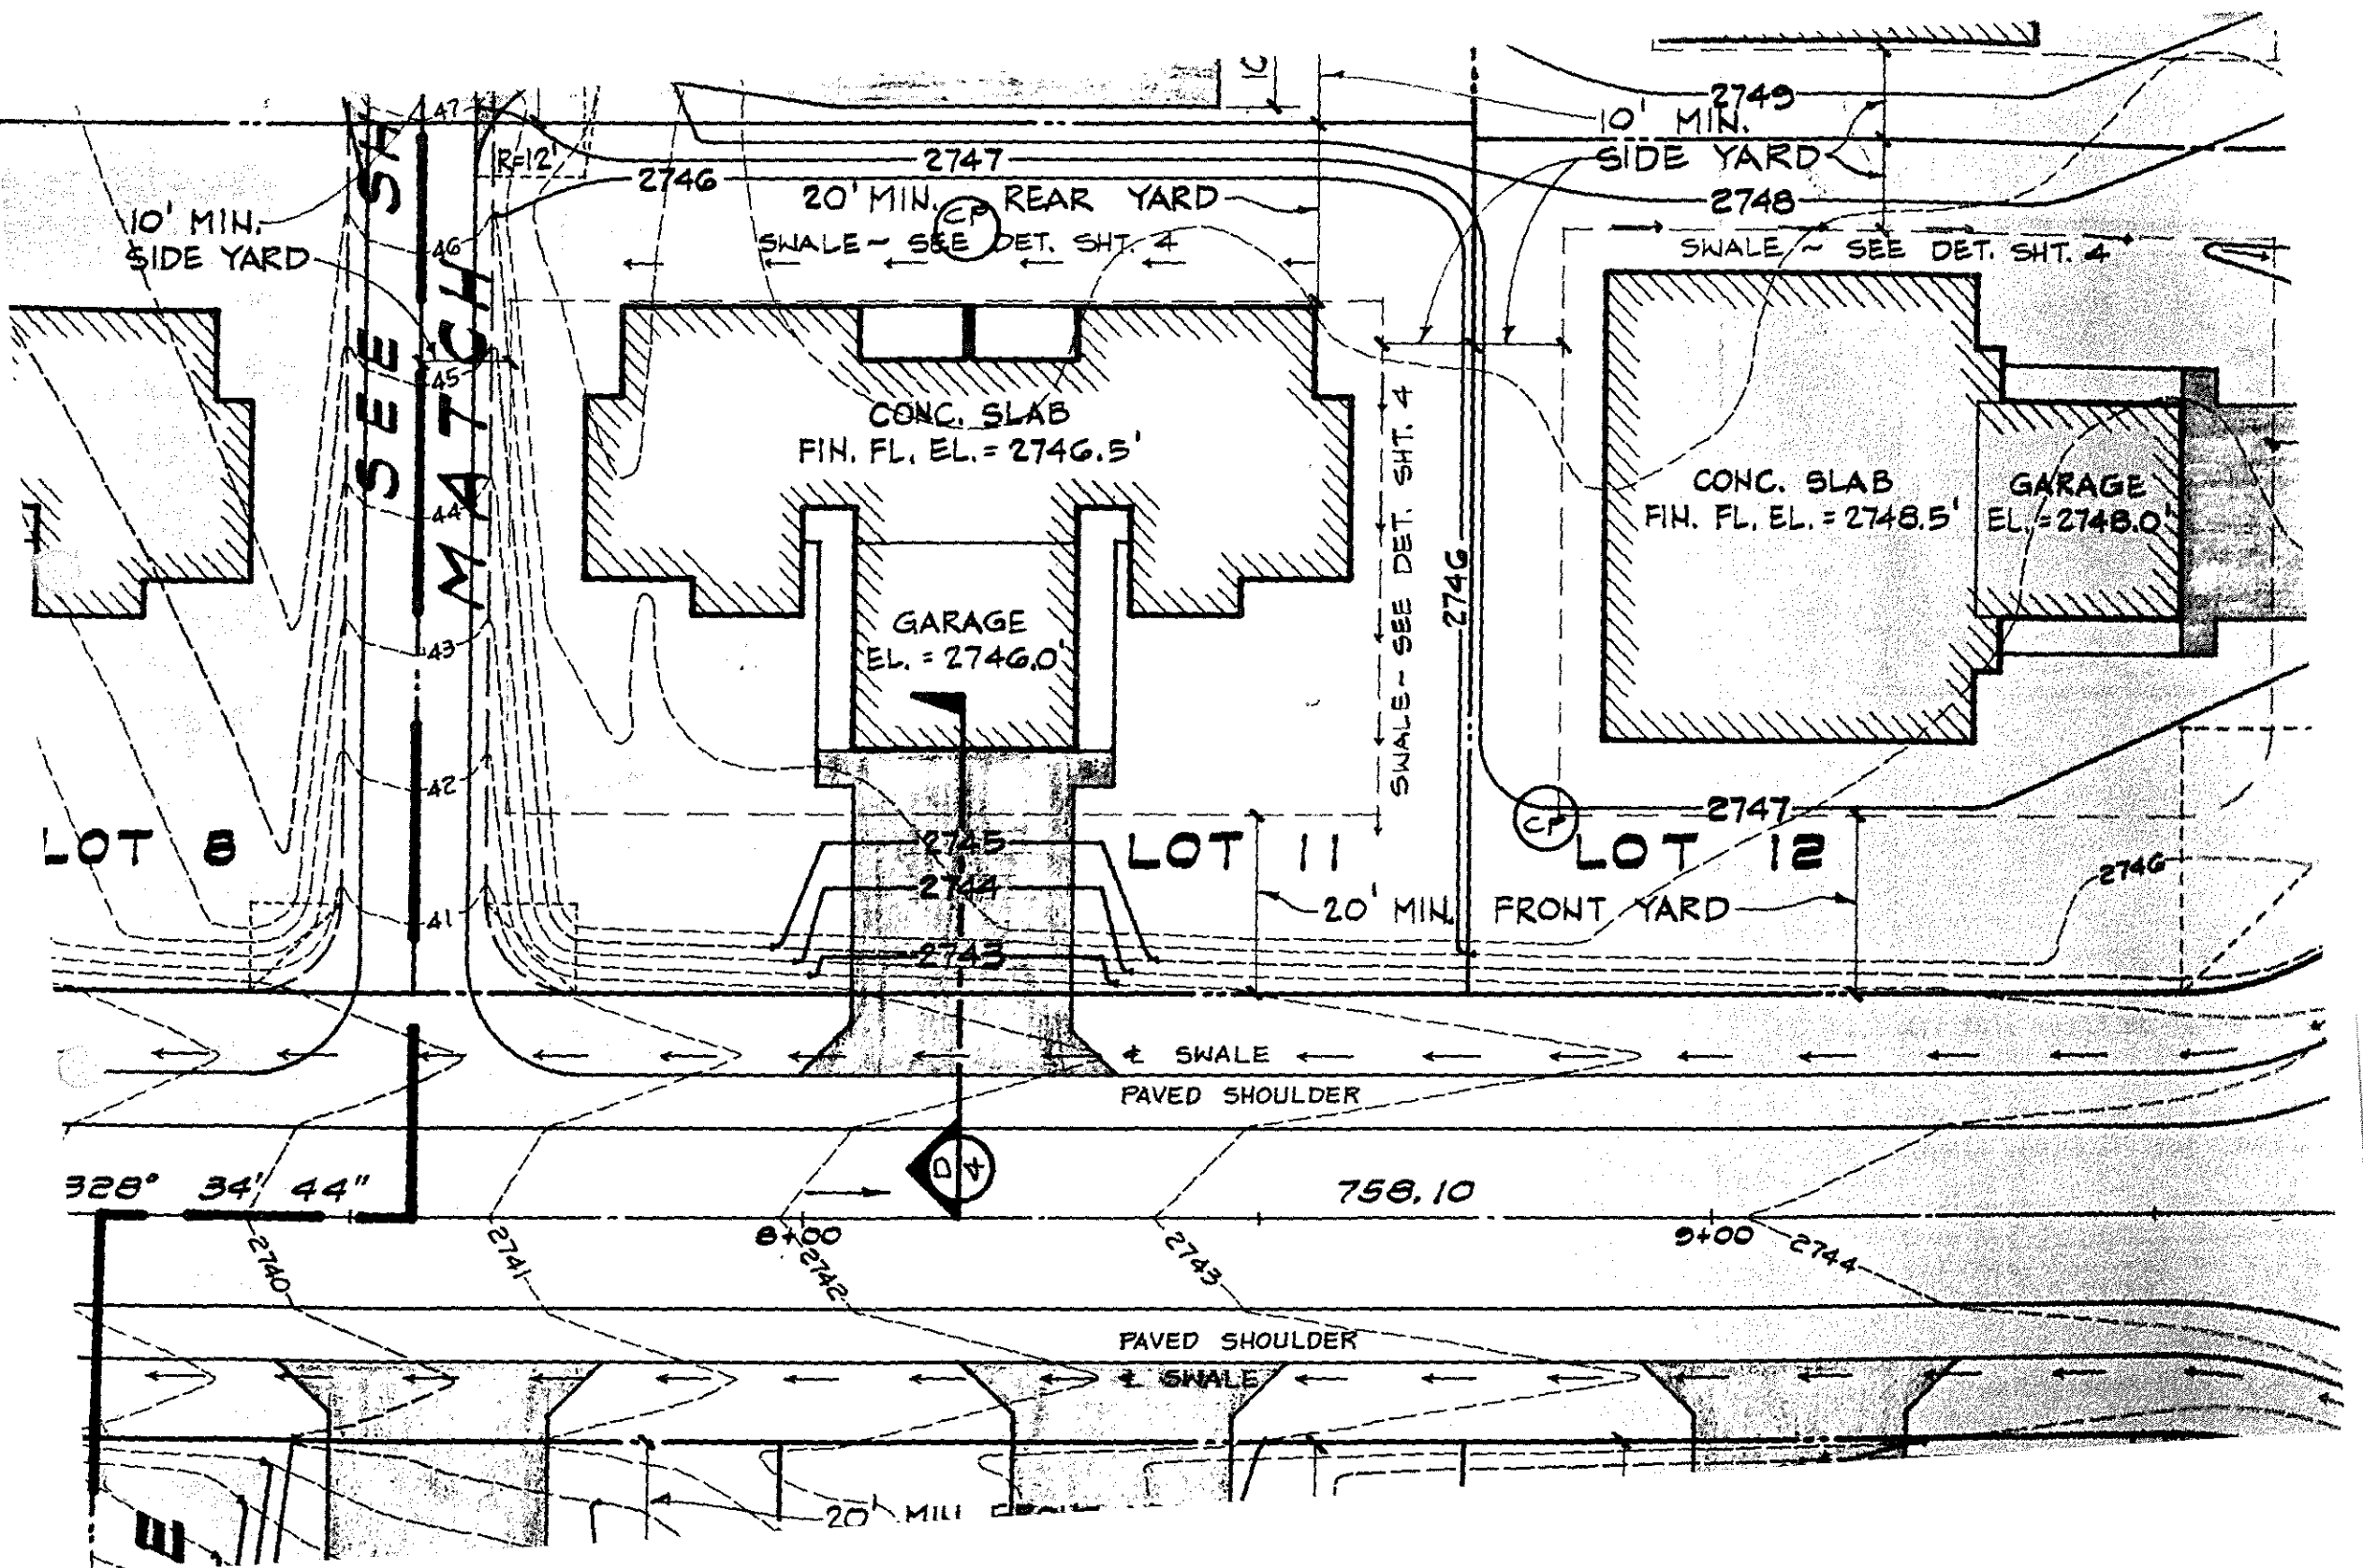 47
2749
10' MIN.
SIDE YARD
R=12'
2747
2746
20' MIN. REAR YARD
CP
2748
10' MIN.
SIDE YARD
SWALE ~ SEE DET. SHT. 4
SWALE ~ SEE DET. SHT. 4
46
SEE SH
MATCH
45
CONC. SLAB
FIN. FL. EL. = 2746.5'
SWALE ~ SEE DET. SHT. 4
2746
CONC. SLAB
FIN. FL. EL. = 2748.5'
GARAGE
EL. = 2748.0'
44
43
GARAGE
EL. = 2746.0'
42
LOT 8
2745
LOT 11
CP
2747
LOT 12
2744
2746
41
20' MIN. FRONT YARD
2743
℄ SWALE
PAVED SHOULDER
D 4
328° 34' 44"
758.10
8+00
9+00
2740
2741
2742
2743
2744
PAVED SHOULDER
℄ SWALE
20' MIN
E